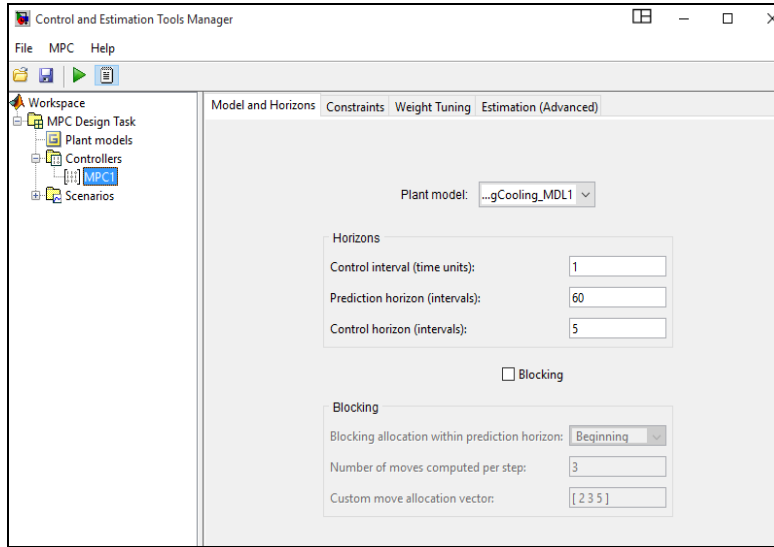 Control and Estimation Tools Manager
File MPC Help
Workspace
MPC Design Task
Plant models
Controllers
MPC1
Scenarios
Model and Horizons Constraints Weight Tuning Estimation (Advanced)
Plant model: ...gCooling_MDL1
Horizons
Control interval (time units): 1
Prediction horizon (intervals): 60
Control horizon (intervals): 5
Blocking
Blocking
Blocking allocation within prediction horizon: Beginning
Number of moves computed per step: 3
Custom move allocation vector: [ 2 3 5 ]